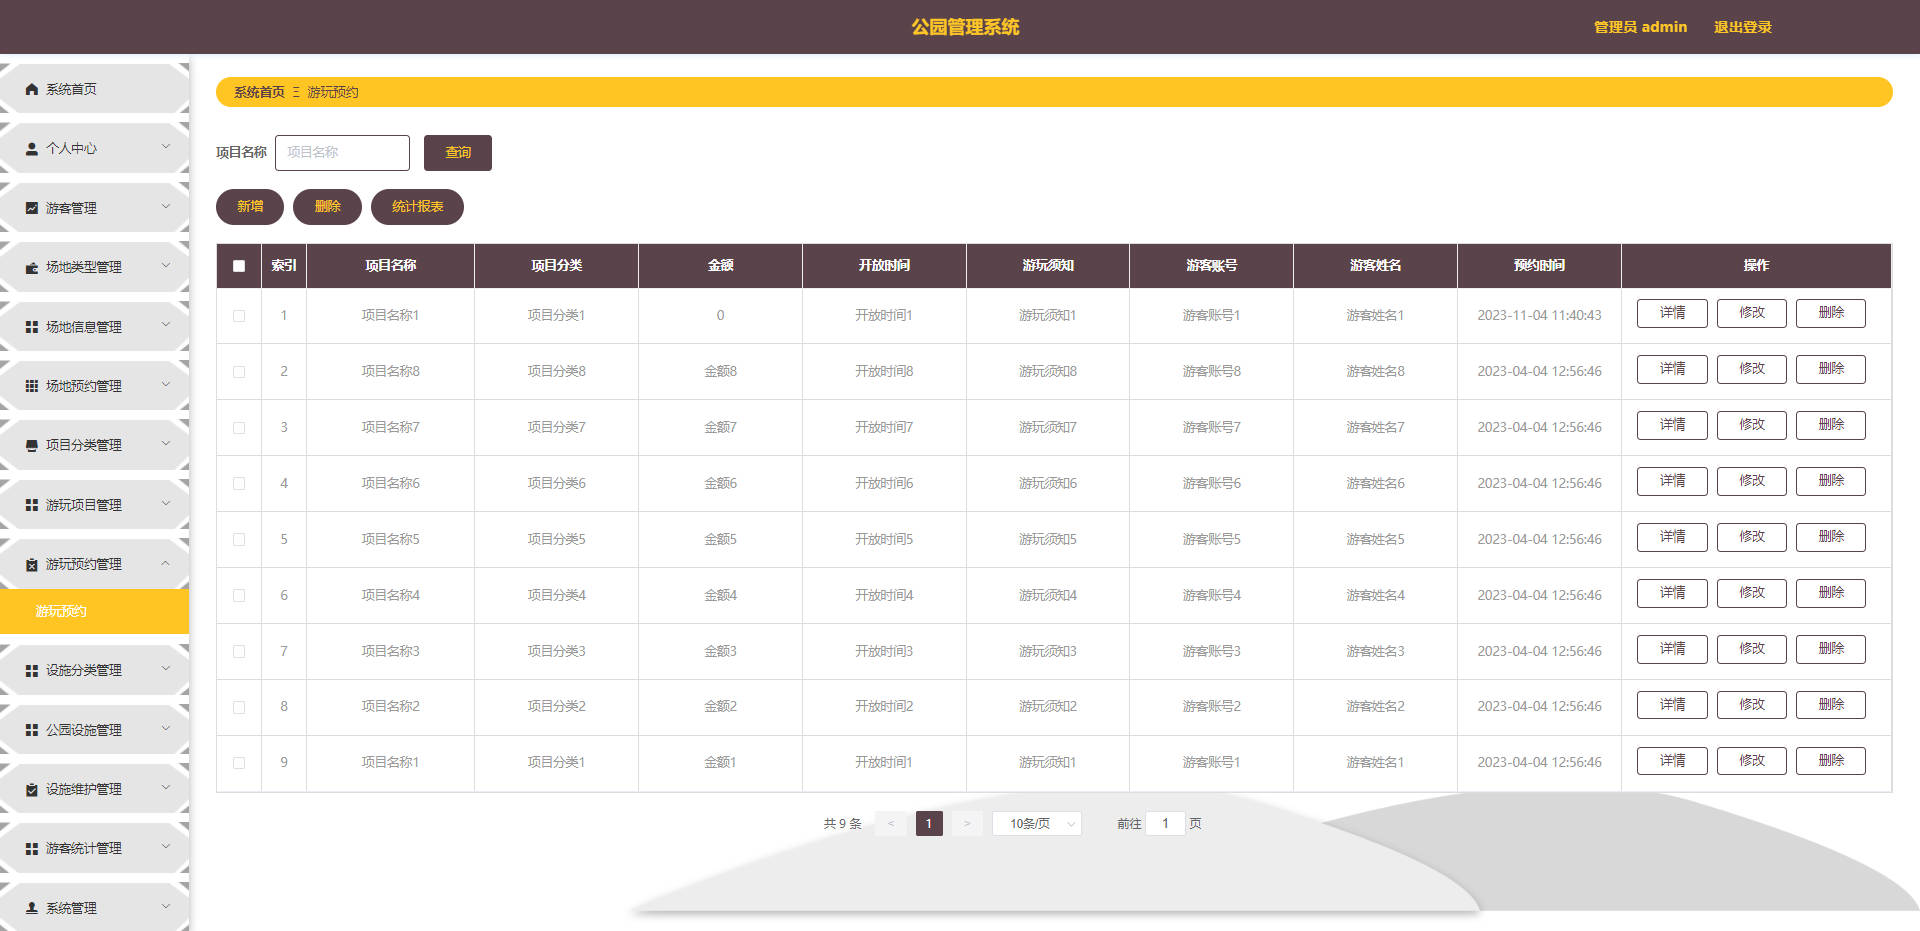 公园管理系统
管理员 admin 退出登录
系统首页
个人中心
游客管理
场地类型管理
场地信息管理
场地预约管理
项目分类管理
游玩项目管理
游玩预约管理
游玩预约
设施分类管理
公园设施管理
设施维护管理
游客统计管理
系统管理
系统首页 Ξ 游玩预约
项目名称 项目名称 查询
新增 删除 统计报表
索引 项目名称 项目分类 金额 开放时间 游玩须知 游客账号 游客姓名 预约时间 操作
1 项目名称1 项目分类1 0 开放时间1 游玩须知1 游客账号1 游客姓名1 2023-11-04 11:40:43 详情 修改 删除
2 项目名称8 项目分类8 金额8 开放时间8 游玩须知8 游客账号8 游客姓名8 2023-04-04 12:56:46 详情 修改 删除
3 项目名称7 项目分类7 金额7 开放时间7 游玩须知7 游客账号7 游客姓名7 2023-04-04 12:56:46 详情 修改 删除
4 项目名称6 项目分类6 金额6 开放时间6 游玩须知6 游客账号6 游客姓名6 2023-04-04 12:56:46 详情 修改 删除
5 项目名称5 项目分类5 金额5 开放时间5 游玩须知5 游客账号5 游客姓名5 2023-04-04 12:56:46 详情 修改 删除
6 项目名称4 项目分类4 金额4 开放时间4 游玩须知4 游客账号4 游客姓名4 2023-04-04 12:56:46 详情 修改 删除
7 项目名称3 项目分类3 金额3 开放时间3 游玩须知3 游客账号3 游客姓名3 2023-04-04 12:56:46 详情 修改 删除
8 项目名称2 项目分类2 金额2 开放时间2 游玩须知2 游客账号2 游客姓名2 2023-04-04 12:56:46 详情 修改 删除
9 项目名称1 项目分类1 金额1 开放时间1 游玩须知1 游客账号1 游客姓名1 2023-04-04 12:56:46 详情 修改 删除
共 9 条 < 1 > 10条/页 前往 1 页